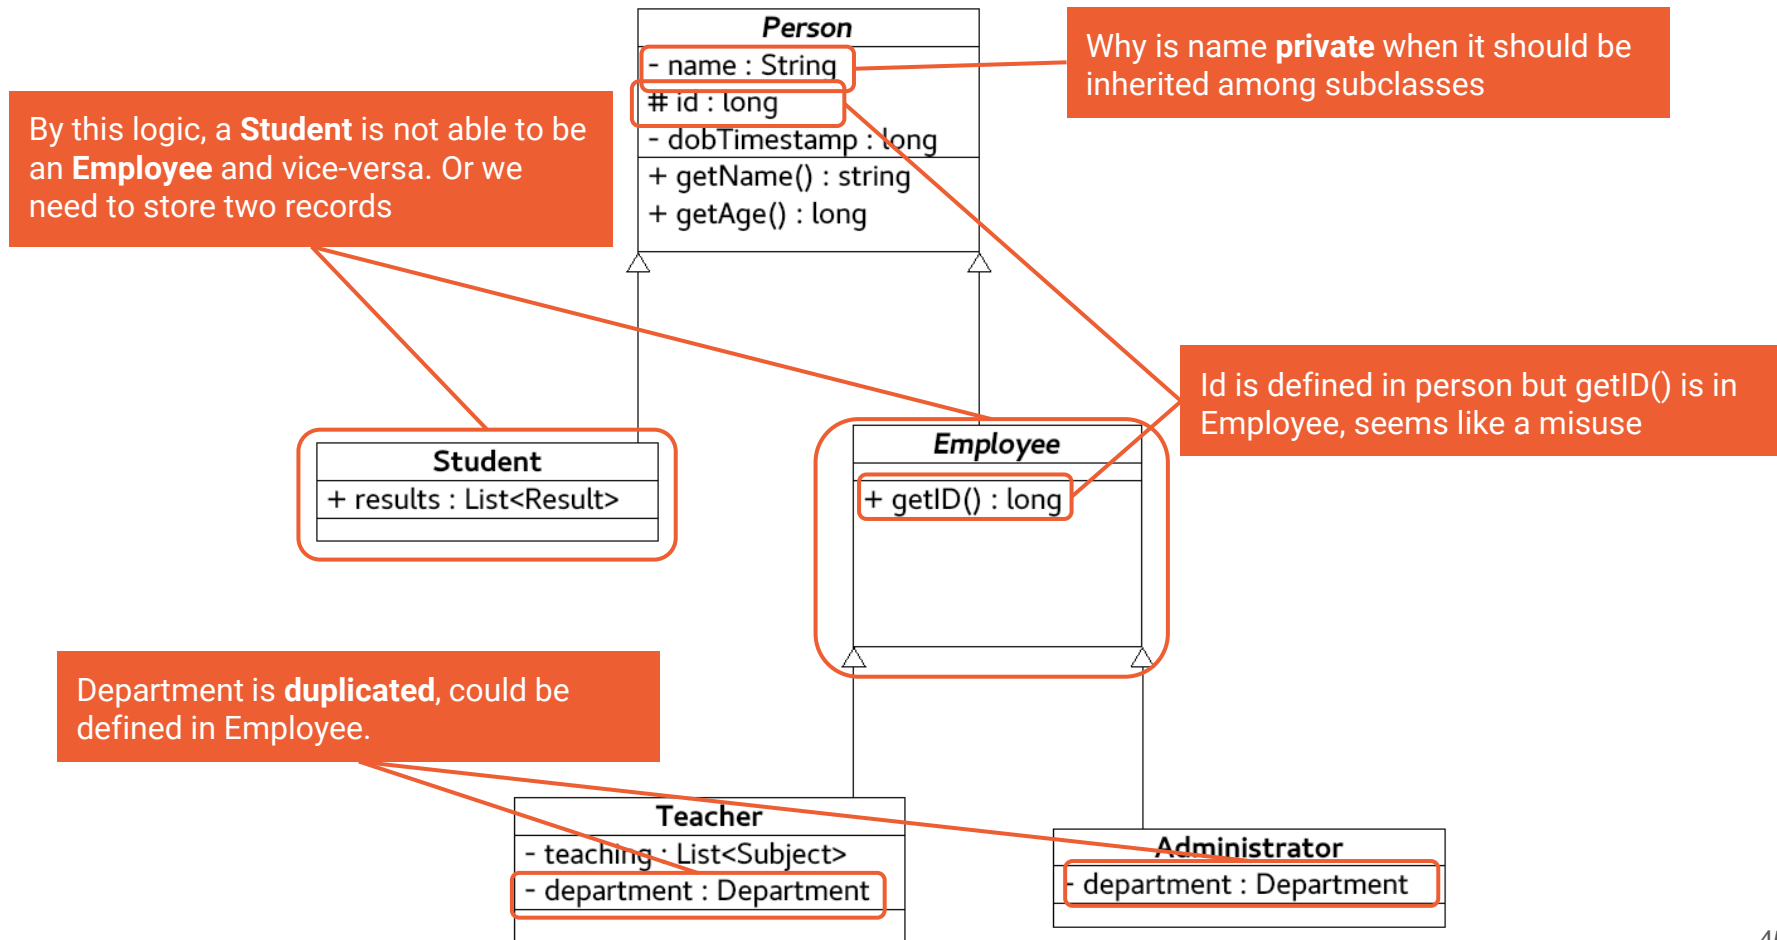 Person
- name : String
# id : long
- dobTimestamp : long
+ getName() : string
+ getAge() : long
Why is name private when it should be
inherited among subclasses
By this logic, a Student is not able to be
an Employee and vice-versa. Or we
need to store two records
Id is defined in person but getID() is in
Employee, seems like a misuse
Student
+ results : List<Result>
Employee
+ getID() : long
Department is duplicated, could be
defined in Employee.
Teacher
- teaching : List<Subject>
- department : Department
Administrator
- department : Department